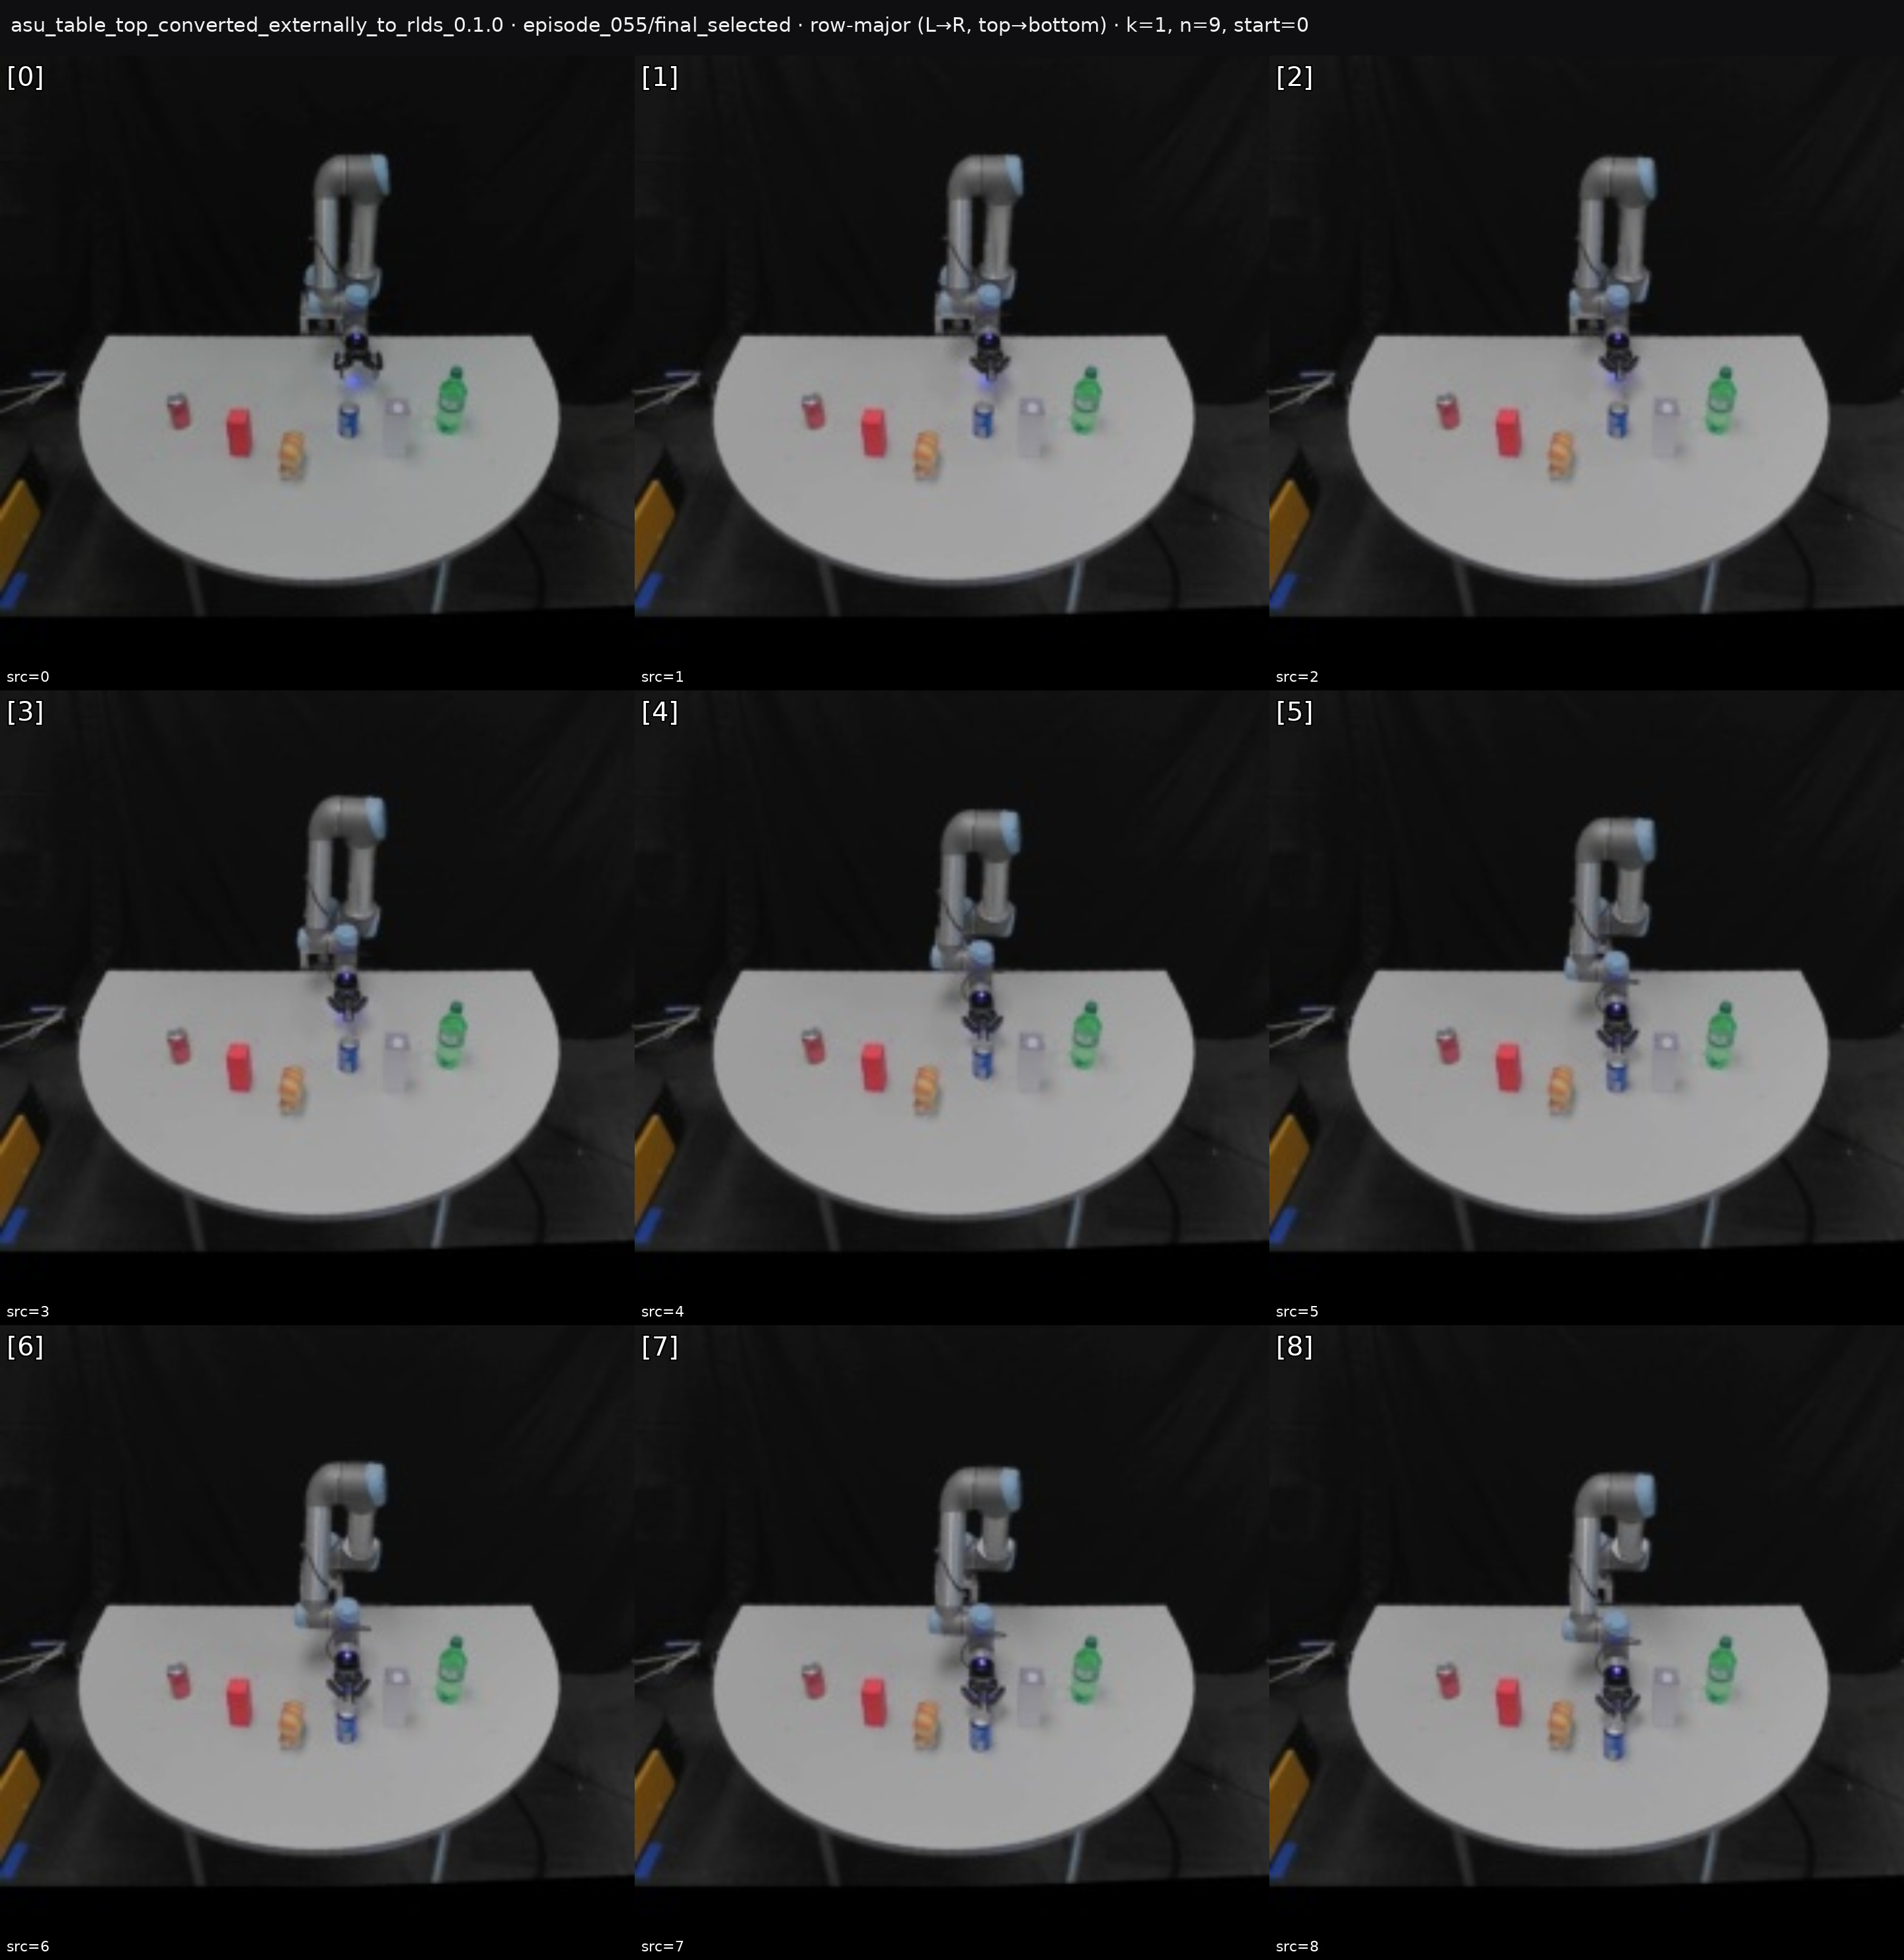 asu_table_top_converted_externally_to_rlds_0.1.0 · episode_055/final_selected · row-major (L→R, top→bottom) · k=1, n=9, start=0
[0]
[1]
[2]
src=0
src=1
src=2
[3]
[4]
[5]
src=3
src=4
src=5
[6]
[7]
[8]
src=6
src=7
src=8